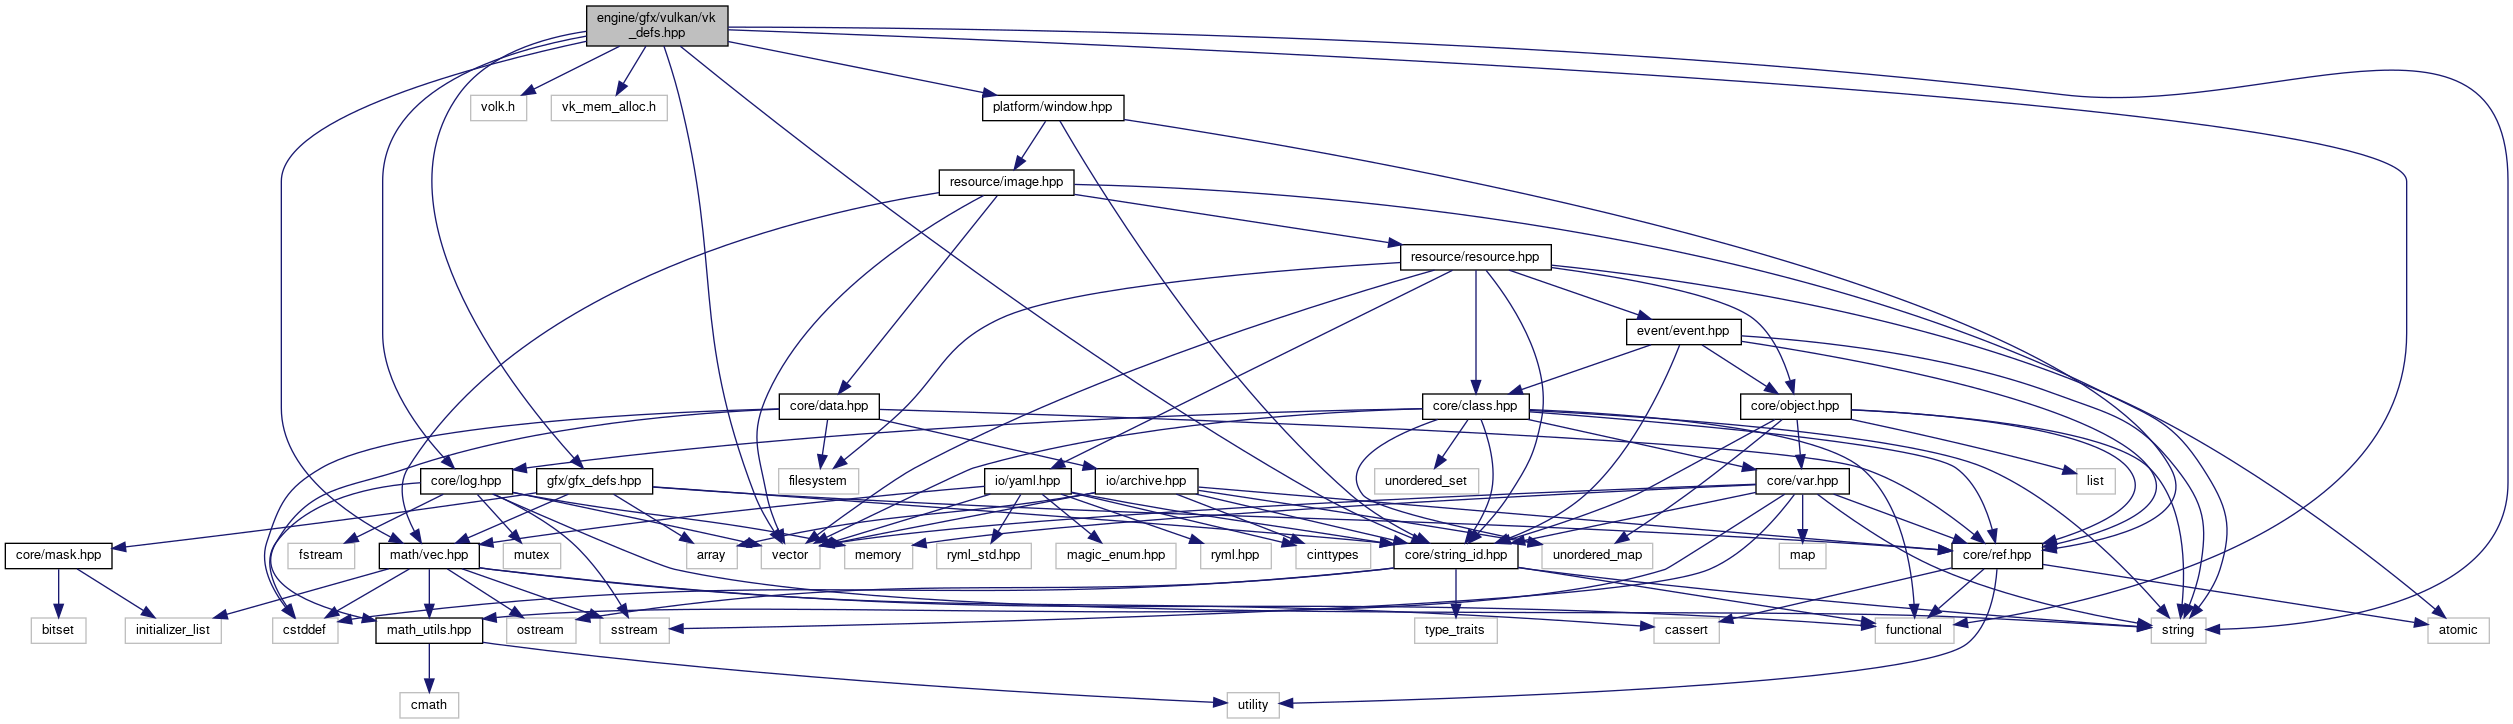 engine/gfx/vulkan/vk
_defs.hpp
volk.h
vk_mem_alloc.h
platform/window.hpp
resource/image.hpp
resource/resource.hpp
event/event.hpp
core/data.hpp
core/class.hpp
core/object.hpp
core/log.hpp
gfx/gfx_defs.hpp
filesystem
io/yaml.hpp
io/archive.hpp
unordered_set
core/var.hpp
list
core/mask.hpp
fstream
math/vec.hpp
mutex
array
vector
memory
ryml_std.hpp
magic_enum.hpp
ryml.hpp
cinttypes
core/string_id.hpp
unordered_map
map
core/ref.hpp
bitset
initializer_list
cstddef
math_utils.hpp
ostream
sstream
type_traits
cassert
functional
string
atomic
cmath
utility